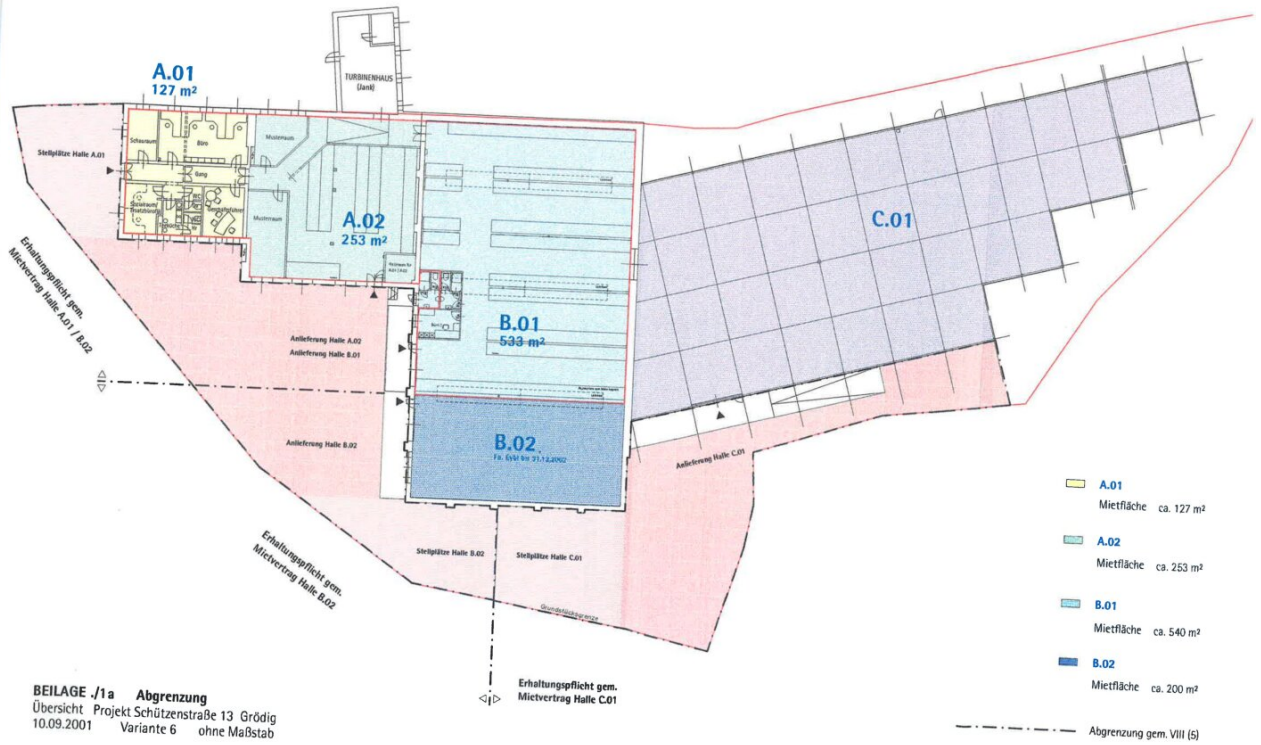 TURBINENHAUS
(Jank)
A.01
127 m²
Schauraum
Büro
Musterraum
Stellplätze Halle A.01
Gang
Musterraum
A.02
253 m²
C.01
Erhaltungspflicht gem.
Mietvertrag Halle A.01 / B.02
B.01
533 m²
Anlieferung Halle A.02
Anlieferung Halle B.01
Anlieferung Halle B.02
B.02
Anlieferung Halle C.01
Erhaltungspflicht gem.
Mietvertrag Halle B.02
Stellplätze Halle B.02
Stellplätze Halle C.01
Grundstücksgrenze
Erhaltungspflicht gem.
Mietvertrag Halle C.01
A.01
Mietfläche ca. 127 m²
A.02
Mietfläche ca. 253 m²
B.01
Mietfläche ca. 540 m²
B.02
Mietfläche ca. 200 m²
Abgrenzung gem. VIII (5)
BEILAGE ./1a Abgrenzung
Übersicht Projekt Schützenstraße 13 Grödig
10.09.2001 Variante 6 ohne Maßstab